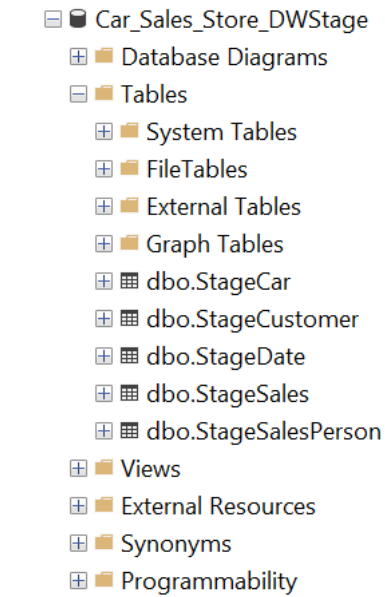 Car_Sales_Store_DWStage
Database Diagrams
Tables
System Tables
FileTables
External Tables
Graph Tables
dbo.StageCar
dbo.StageCustomer
dbo.StageDate
dbo.StageSales
dbo.StageSalesPerson
Views
External Resources
Synonyms
Programmability